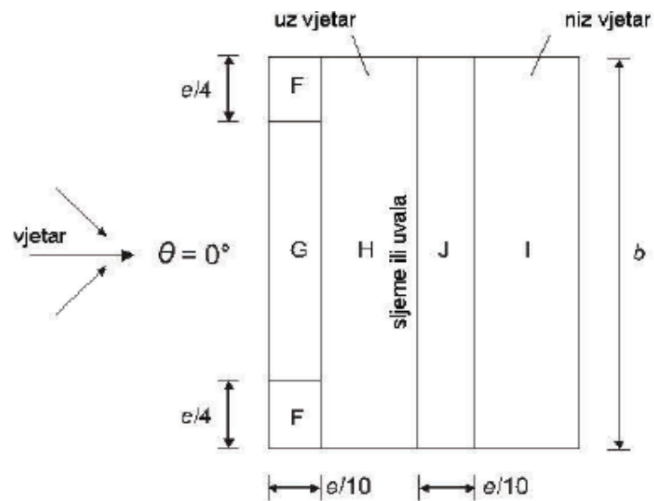 uz vjetar niz vjetar
e/4 F
vjetar θ = 0° G H sljeme ili uvala J I b
e/4 F
e/10 e/10